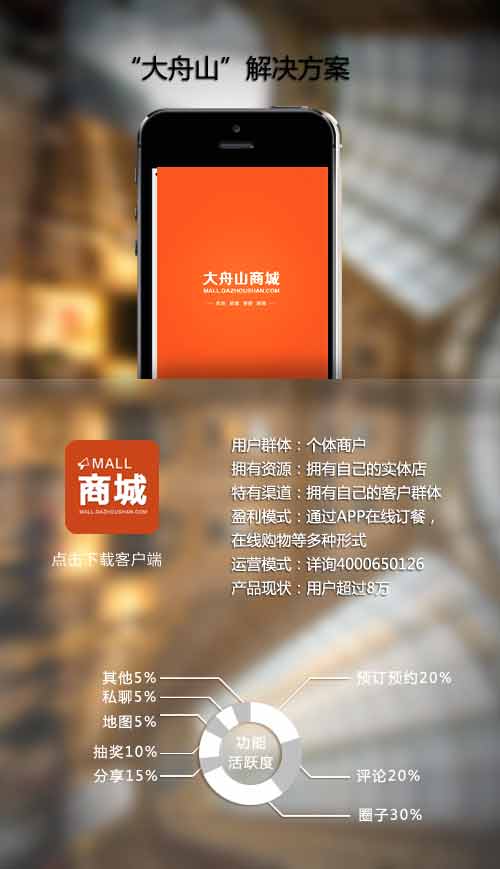 “大舟山”解决方案
大舟山商城
MALL.DAZHOUSHAN.COM
MALL
商城
MALL.DAZHOUSHAN.COM
点击下载客户端
用户群体：个体商户
拥有资源：拥有自己的实体店
特有渠道：拥有自己的客户群体
盈利模式：通过APP在线订餐，
在线购物等多种形式
运营模式：详询4000650126
产品现状：用户超过8万
其他5%
私聊5%
地图5%
抽奖10%
分享15%
功能
活跃度
预订预约20%
评论20%
圈子30%